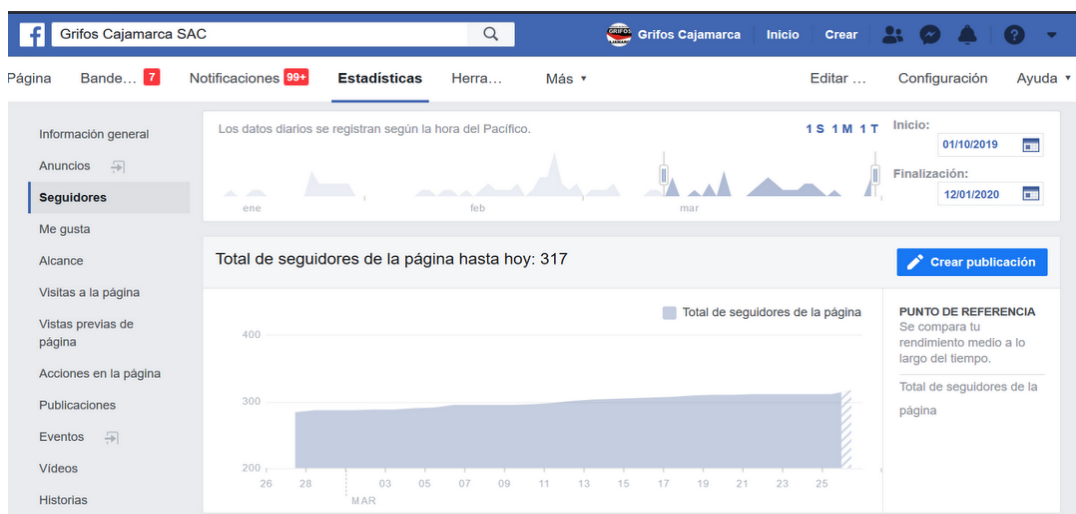 Grifos Cajamarca SAC
Grifos Cajamarca Inicio Crear
Página Bande... 7 Notificaciones 99+ Estadísticas Herra... Más Editar ... Configuración Ayuda
Información general
Anuncios
Seguidores
Me gusta
Alcance
Visitas a la página
Vistas previas de
página
Acciones en la página
Publicaciones
Eventos
Vídeos
Historias
Los datos diarios se registran según la hora del Pacífico.
1 S 1 M 1 T
Inicio:
01/10/2019
Finalización:
12/01/2020
ene feb mar
Total de seguidores de la página hasta hoy: 317
Crear publicación
Total de seguidores de la página
400
300
200
26 28 03 05 07 09 11 13 15 17 19 21 23 25
MAR
PUNTO DE REFERENCIA
Se compara tu
rendimiento medio a lo
largo del tiempo.
Total de seguidores de la
página